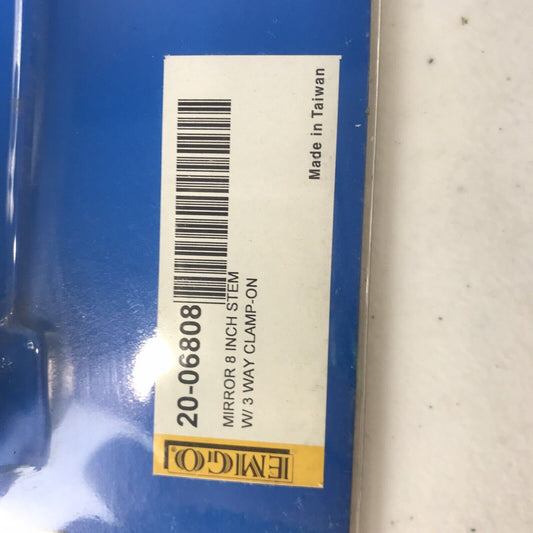 EMGO
20-06808
MIRROR 8 INCH STEM
W/ 3 WAY CLAMP-ON
Made in Taiwan